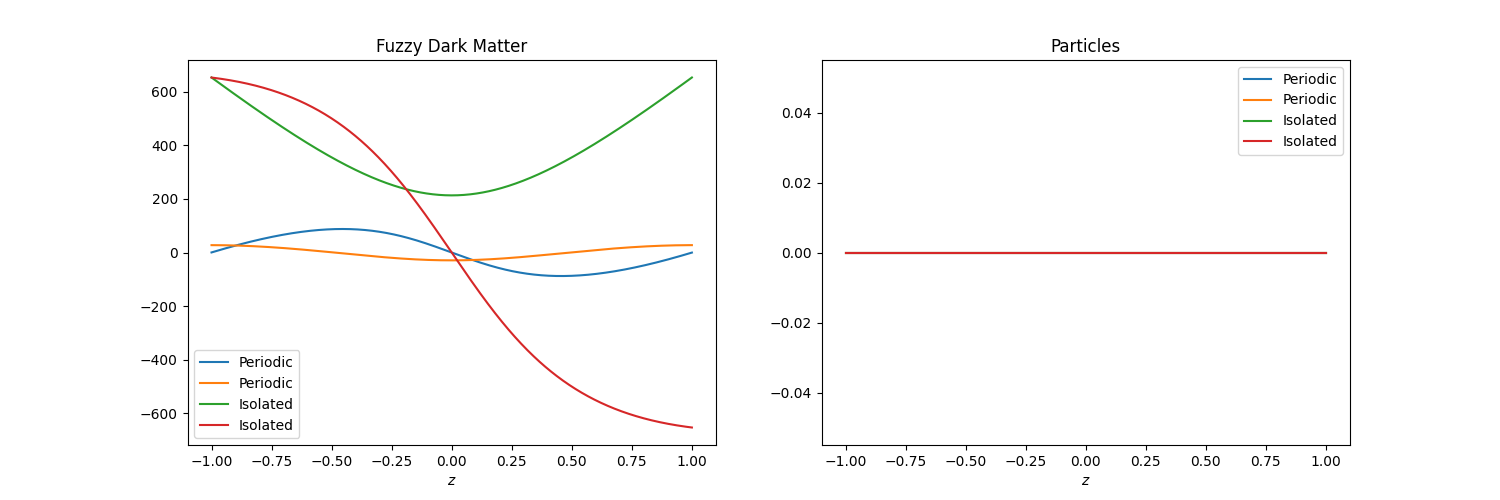 Fuzzy Dark Matter
600
400
200
0
−200
−400
−600
Periodic
Periodic
Isolated
Isolated
−1.00 −0.75 −0.50 −0.25 0.00 0.25 0.50 0.75 1.00
z
Particles
0.04
0.02
0.00
−0.02
−0.04
Periodic
Periodic
Isolated
Isolated
−1.00 −0.75 −0.50 −0.25 0.00 0.25 0.50 0.75 1.00
z